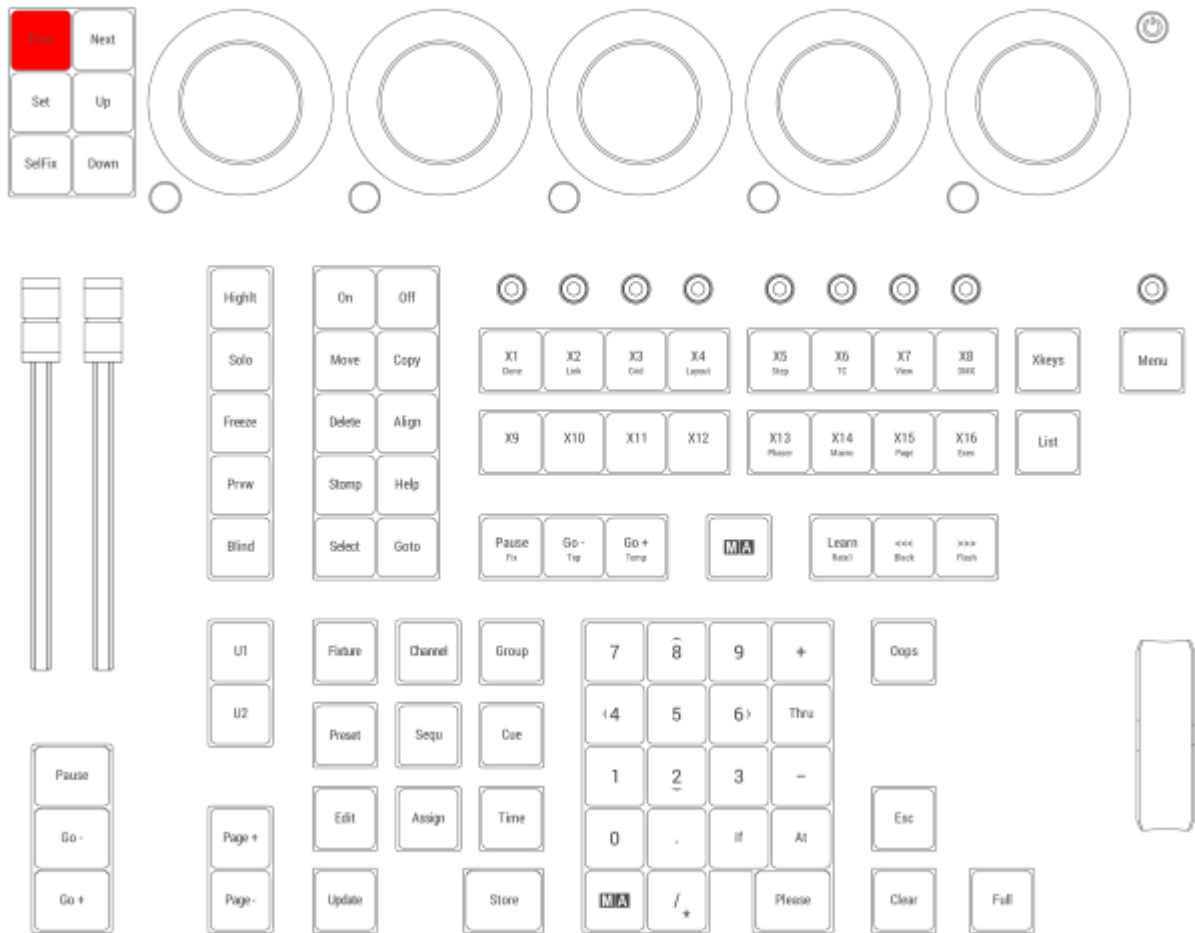 Prev Next
Set Up
SelFix Down
Highlt On Off
Solo Move Copy X1 X2 X3 X4 X5 X6 X7 X8 Xkeys Menu
Clone Link Grid Layout Step TC View DMX
Freeze Delete Align X9 X10 X11 X12 X13 X14 X15 X16 List
Phaser Macro Page Exec
Prvw Stomp Help
Blind Select Goto Pause Go - Go + MA Learn <<< >>>
Fix Top Temp Rate1 Black Flash
U1 Fixture Channel Group 7 8 9 + Oops
U2 Preset Sequ Cue 4 5 6 Thru
Pause 1 2 3 -
Go - Page + Edit Assign Time 0 . If At Esc
Go + Page - Update Store MA / * Please Clear Full